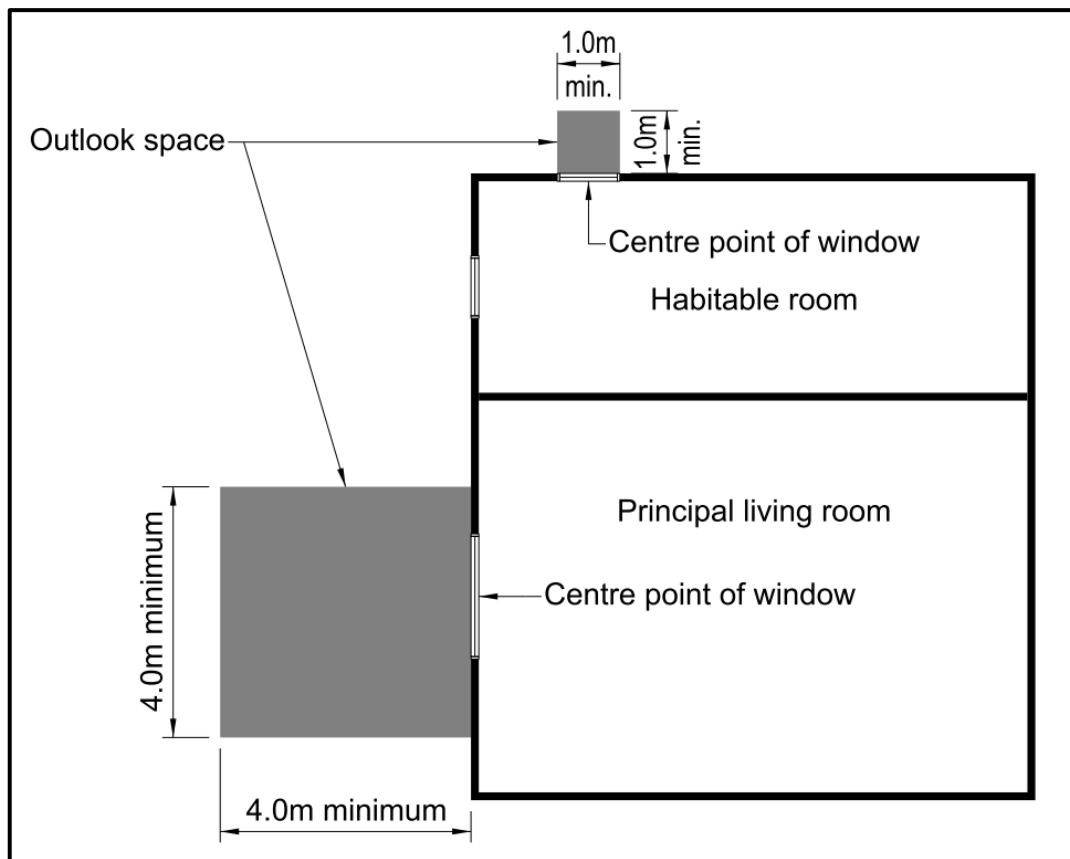 1.0m
min.
Outlook space
1.0m
min.
Centre point of window
Habitable room
Principal living room
4.0m minimum
Centre point of window
4.0m minimum